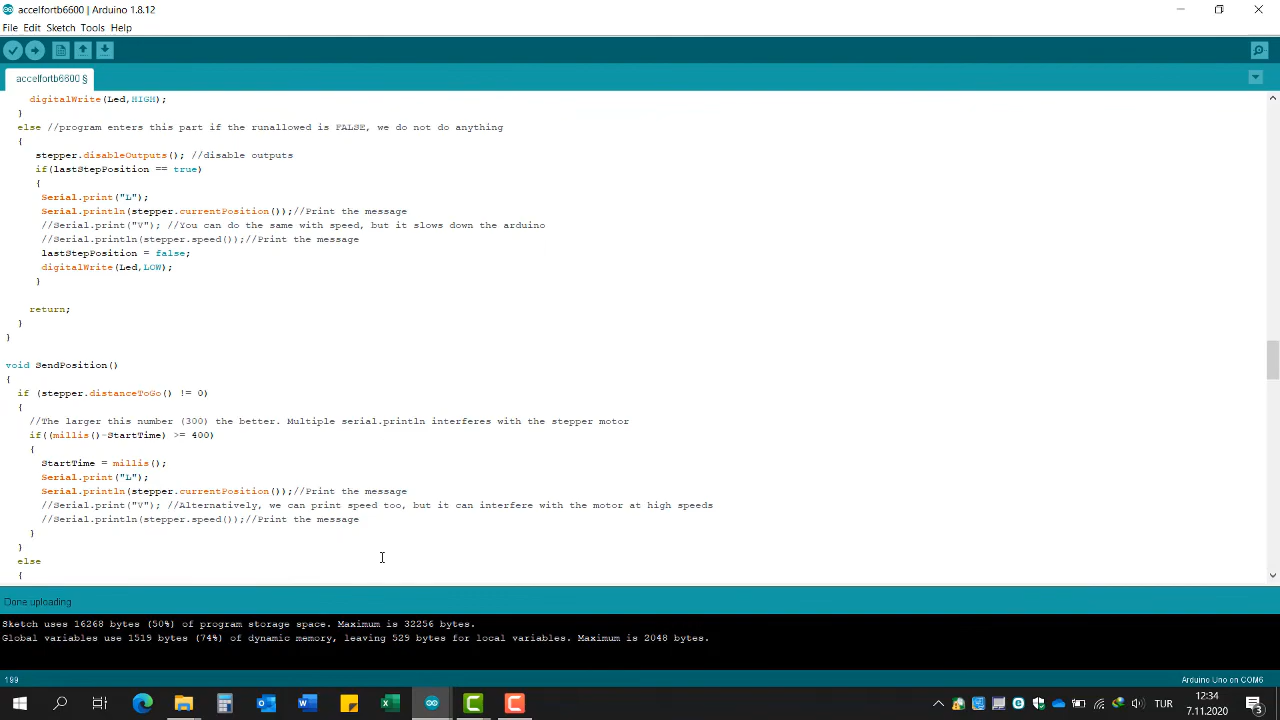 accelfortb6600 | Arduino 1.8.12
File Edit Sketch Tools Help
accelfortb6600 §
digitalWrite(Led,HIGH);
}
else //program enters this part if the runallowed is FALSE, we do not do anything
{
stepper.disableOutputs(); //disable outputs
if(lastStepPosition == true)
{
Serial.print("L");
Serial.println(stepper.currentPosition());//Print the message
//Serial.print("V"); //You can do the same with speed, but it slows down the arduino
//Serial.println(stepper.speed());//Print the message
lastStepPosition = false;
digitalWrite(Led,LOW);
}
return;
}
}
void SendPosition()
{
if (stepper.distanceToGo() != 0)
{
//The larger this number (300) the better. Multiple serial.println interferes with the stepper motor
if((millis()-StartTime) >= 400)
{
StartTime = millis();
Serial.print("L");
Serial.println(stepper.currentPosition());//Print the message
//Serial.print("V"); //Alternatively, we can print speed too, but it can interfere with the motor at high speeds
//Serial.println(stepper.speed());//Print the message
}
}
else
{
Done uploading
Sketch uses 16268 bytes (50%) of program storage space. Maximum is 32256 bytes.
Global variables use 1519 bytes (74%) of dynamic memory, leaving 529 bytes for local variables. Maximum is 2048 bytes.
199
Arduino Uno on COM6
TUR
12:34
7.11.2020
3